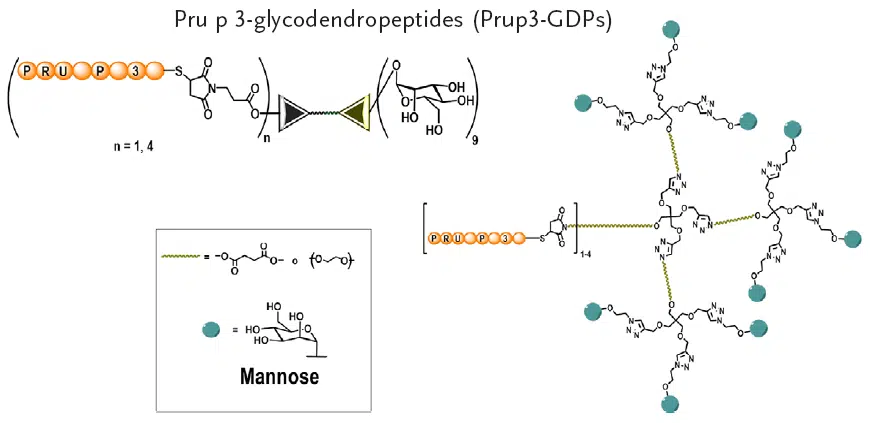 Pru p 3-glycodendropeptides (Prup3-GDPs)
P R U P 3
S
O
N
O
O
O
n
n = 1, 4
O
OH
OH
HO
HO
9
P R U P 3
S
O
N
O
1-4
O
N N N
= -O O O O- o (O O)
= HO OH HO HO O
Mannose